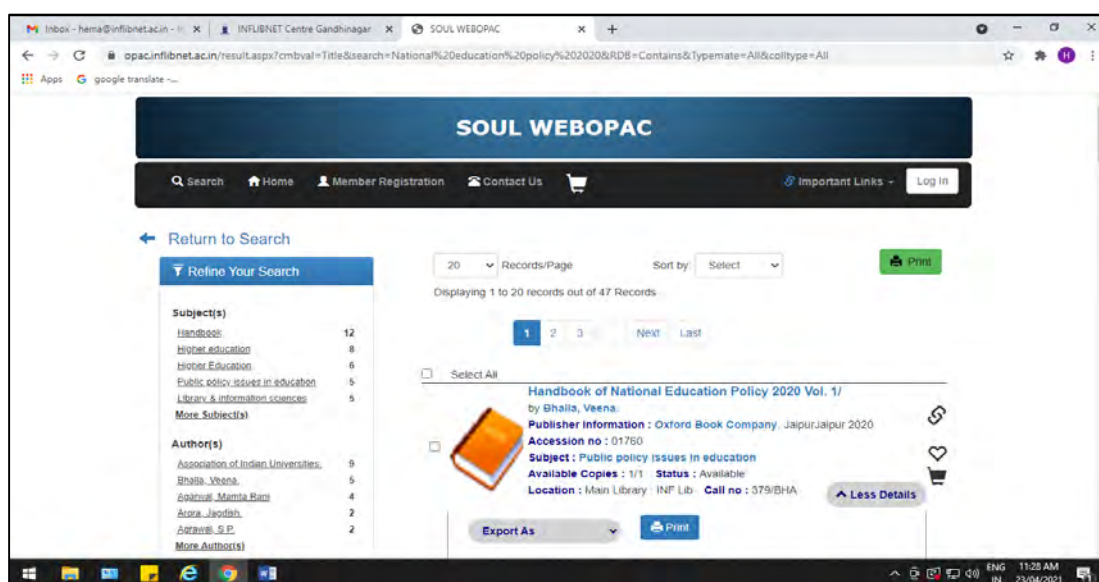 Inbox - hema@inflibnet.ac.in - In
INFLIBNET Centre Gandhinagar
SOUL WEBOPAC
opac.inflibnet.ac.in/result.aspx?cmbval=Title&search=National%20education%20policy%202020&RDB=Contains&Typemate=All&colltype=All
H
Apps
G google translate -...
SOUL WEBOPAC
Search Home Member Registration Contact Us Important Links Log In
Return to Search
Refine Your Search
Subject(s)
Handbook 12
Higher education 8
Higher Education 6
Public policy issues in education 5
Library & information sciences 5
More Subject(s)
Author(s)
Association of Indian Universities. 9
Bhalla, Veena. 5
Agarwal, Mamta Rani 4
Arora, Jagdish. 2
Agrawal, S.P. 2
More Author(s)
20 Records/Page Sort by: Select Print
Displaying 1 to 20 records out of 47 Records
1 2 3 Next Last
Select All
Handbook of National Education Policy 2020 Vol. 1/
by Bhalla, Veena.
Publisher Information : Oxford Book Company. JaipurJaipur 2020
Accession no : 01760
Subject : Public policy issues in education
Available Copies : 1/1 Status : Available
Location : Main Library INF Lib Call no : 379/BHA
Less Details
Export As Print
ENG 11:28 AM
IN 23/04/2021